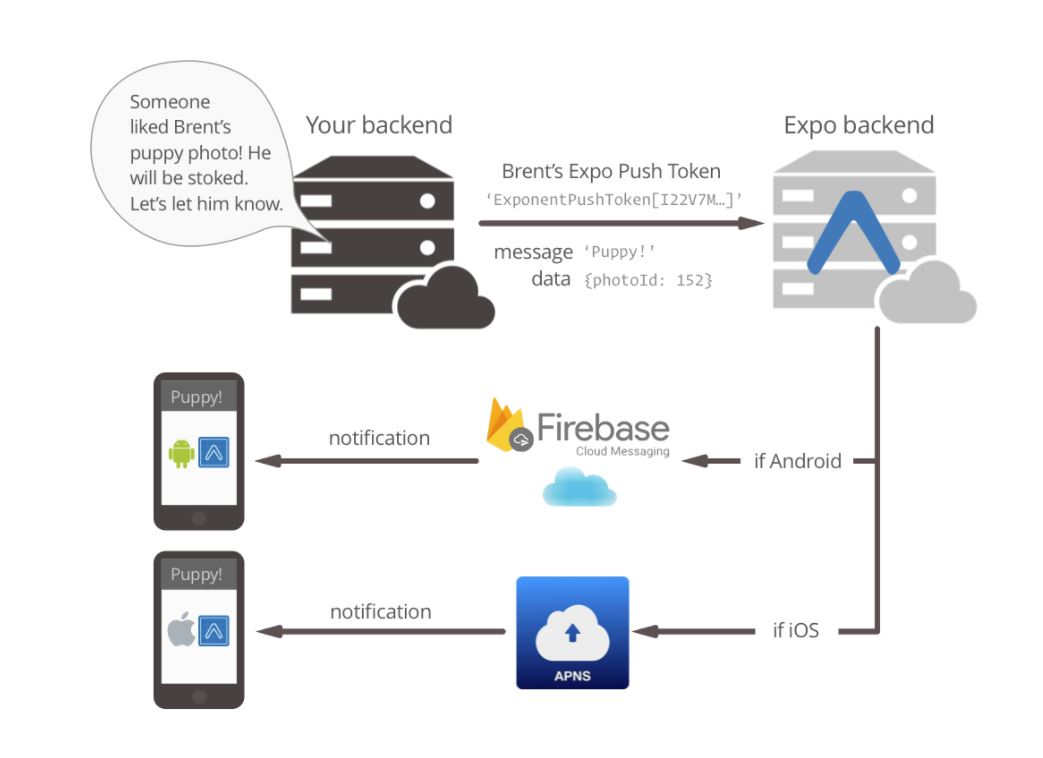 Someone
liked Brent’s
puppy photo! He
will be stoked.
Let’s let him know.
Your backend
Expo backend
Brent’s Expo Push Token
‘ExponentPushToken[I22V7M…]’
message ‘Puppy!’
data {photoId: 152}
Puppy!
notification
Firebase
Cloud Messaging
if Android
Puppy!
notification
APNS
if iOS